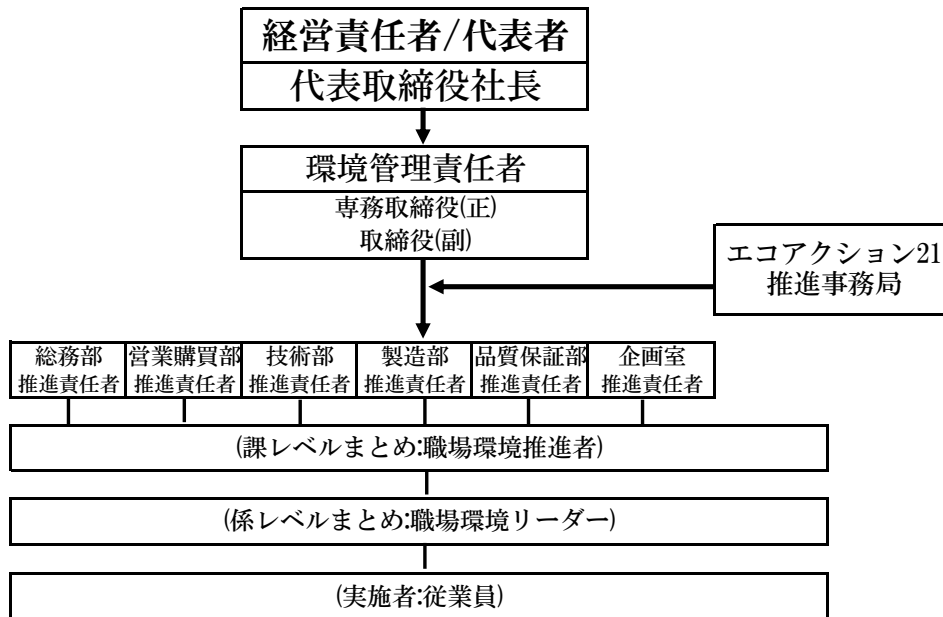 経営責任者/代表者
代表取締役社長
環境管理責任者
専務取締役(正)
取締役(副)
エコアクション21
推進事務局
総務部
推進責任者
営業購買部
推進責任者
技術部
推進責任者
製造部
推進責任者
品質保証部
推進責任者
企画室
推進責任者
(課レベルまとめ:職場環境推進者)
(係レベルまとめ:職場環境リーダー)
(実施者:従業員)